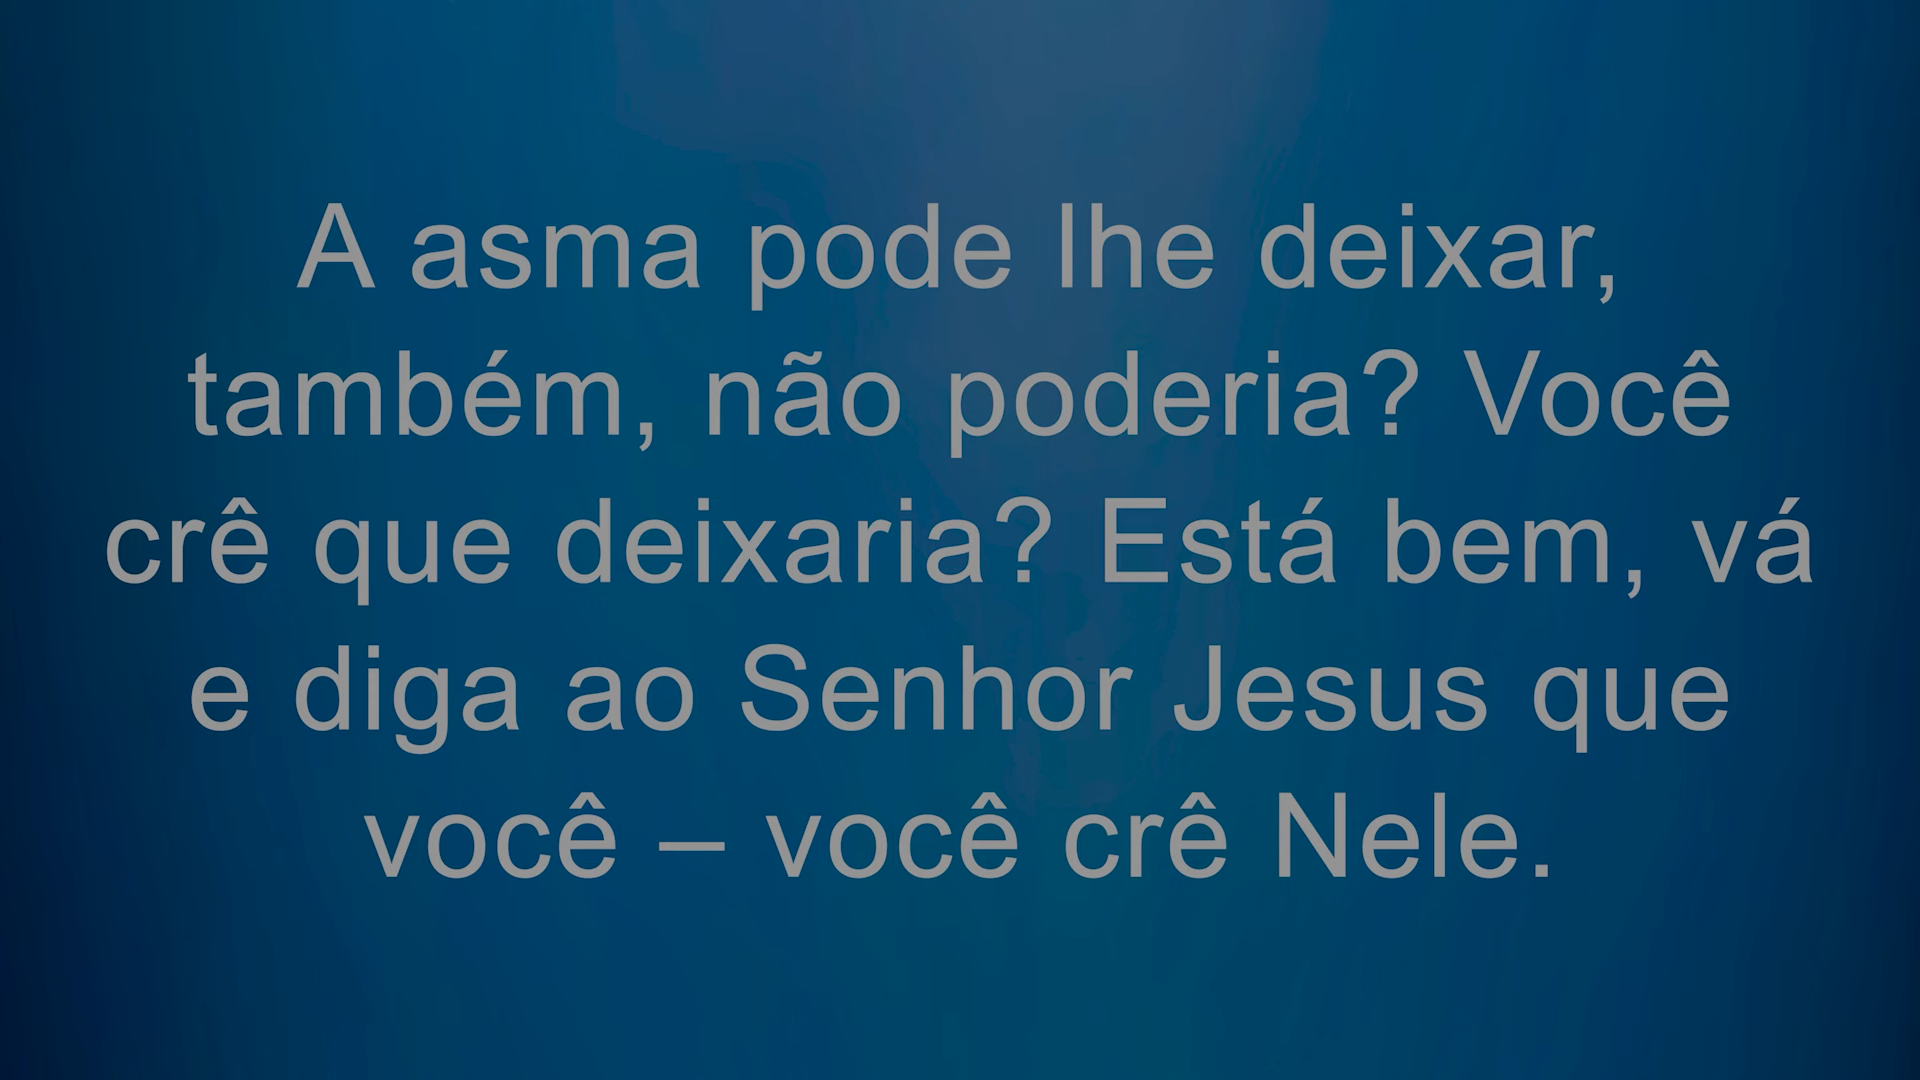 A asma pode lhe deixar,
também, não poderia? Você
crê que deixaria? Está bem, vá
e diga ao Senhor Jesus que
você – você crê Nele.